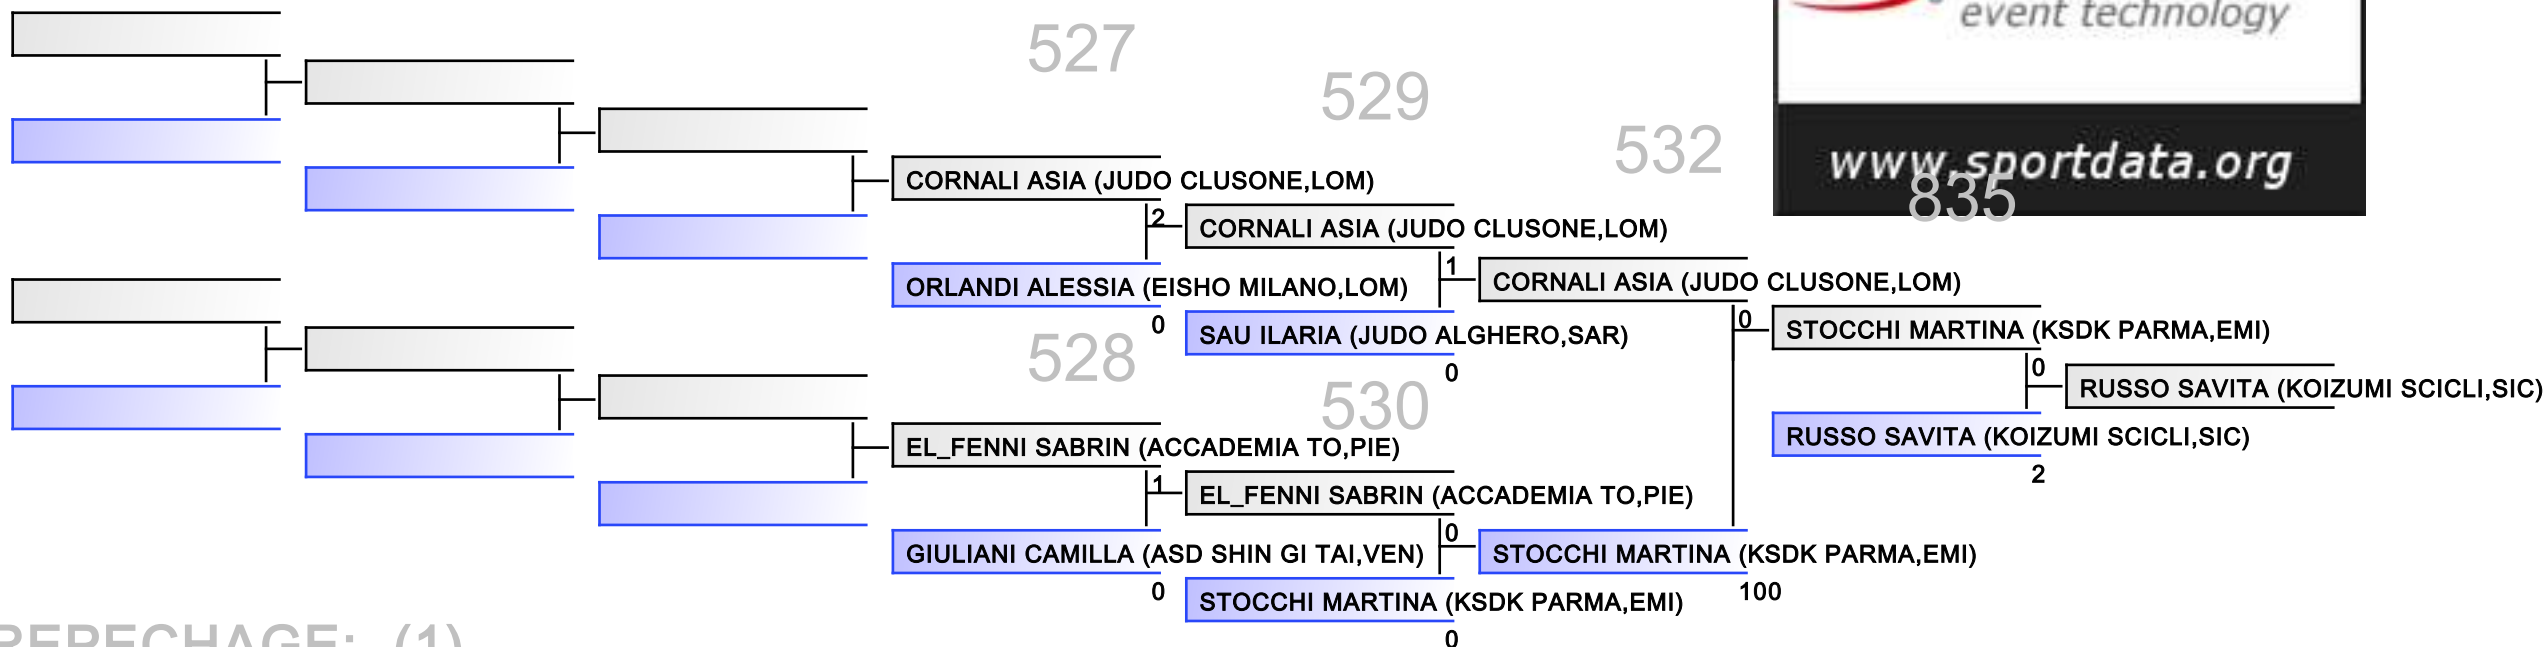 event technology
527
529
532
www.sportdata.org
835
CORNALI ASIA (JUDO CLUSONE,LOM)
2
CORNALI ASIA (JUDO CLUSONE,LOM)
1
CORNALI ASIA (JUDO CLUSONE,LOM)
ORLANDI ALESSIA (EISHO MILANO,LOM)
0
0
STOCCHI MARTINA (KSDK PARMA,EMI)
SAU ILARIA (JUDO ALGHERO,SAR)
528
0
0
RUSSO SAVITA (KOIZUMI SCICLI,SIC)
530
RUSSO SAVITA (KOIZUMI SCICLI,SIC)
2
EL_FENNI SABRIN (ACCADEMIA TO,PIE)
1
EL_FENNI SABRIN (ACCADEMIA TO,PIE)
0
GIULIANI CAMILLA (ASD SHIN GI TAI,VEN)
STOCCHI MARTINA (KSDK PARMA,EMI)
0
100
STOCCHI MARTINA (KSDK PARMA,EMI)
0
REPECHAGE: (1)